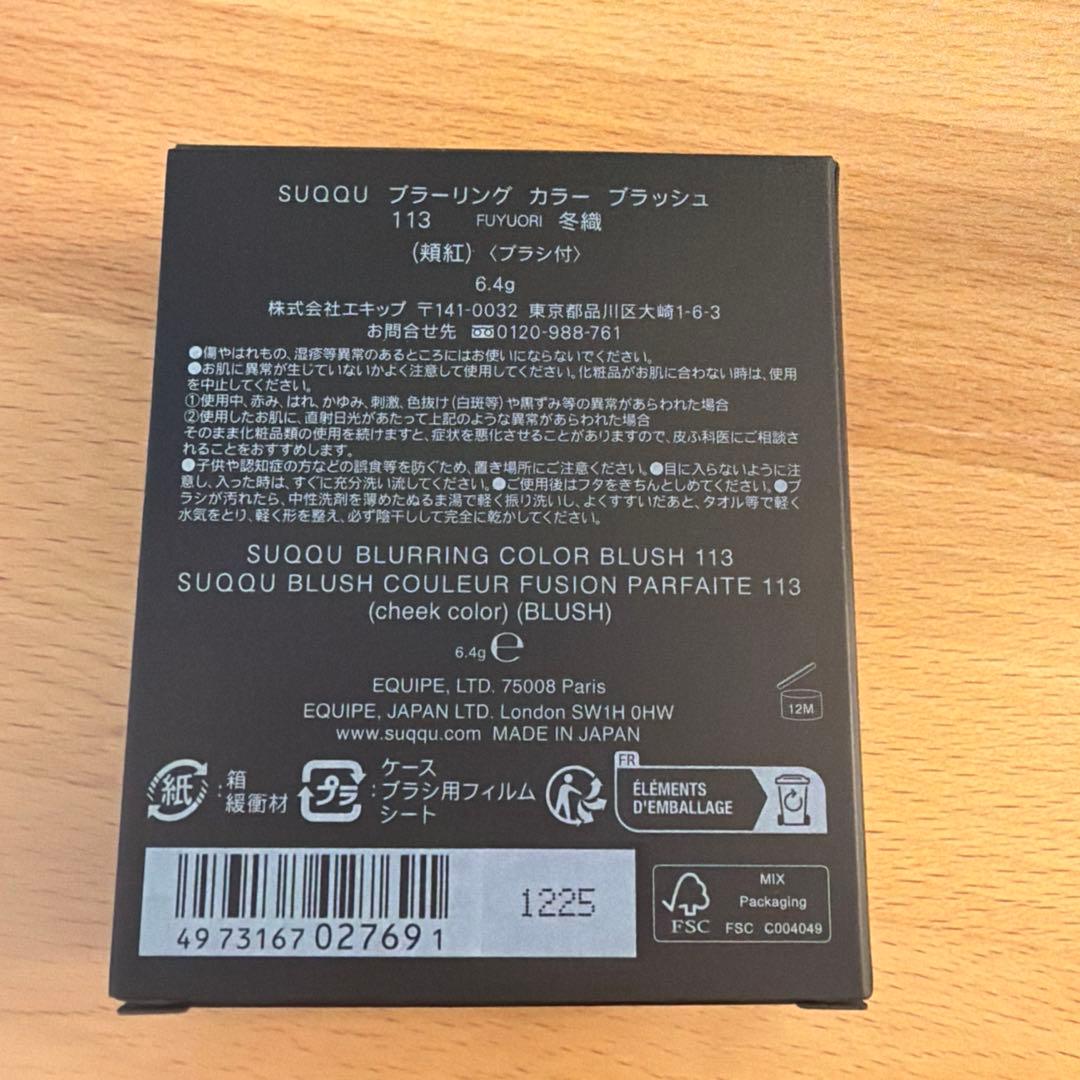 SUQQU ブラーリング カラー ブラッシュ
113 FUYUORI 冬織
(頬紅) 〈ブラシ付〉
6.4g
株式会社エキップ 〒141-0032 東京都品川区大崎1-6-3
お問合せ先 0120-988-761
●傷やはれもの、湿疹等異常のあるところにはお使いにならないでください。
●お肌に異常が生じていないかよく注意して使用してください。化粧品がお肌に合わない時は、使用
を中止してください。
①使用中、赤み、はれ、かゆみ、刺激、色抜け(白斑等)や黒ずみ等の異常があらわれた場合
②使用したお肌に、直射日光があたって上記のような異常があらわれた場合
そのまま化粧品類の使用を続けますと、症状を悪化させることがありますので、皮ふ科医にご相談さ
れることをおすすめします。
●子供や認知症の方などの誤食等を防ぐため、置き場所にご注意ください。●目に入らないように注
意し、入った時は、すぐに充分洗い流してください。●ご使用後はフタをきちんとしめてください。●ブ
ラシが汚れたら、中性洗剤を薄めたぬるま湯で軽く振り洗いし、よくすすいだあと、タオル等で軽く
水気をとり、軽く形を整え、必ず陰干しして完全に乾かしてください。
SUQQU BLURRING COLOR BLUSH 113
SUQQU BLUSH COULEUR FUSION PARFAITE 113
(cheek color) (BLUSH)
6.4g ℮
EQUIPE, LTD. 75008 Paris
EQUIPE, JAPAN LTD. London SW1H 0HW
www.suqqu.com MADE IN JAPAN
12M
紙 : 箱
緩衝材
プラ : ケース
ブラシ用フィルム
シート
FR
ÉLÉMENTS
D'EMBALLAGE
4973167027691
1225
FSC
MIX
Packaging
FSC C004049